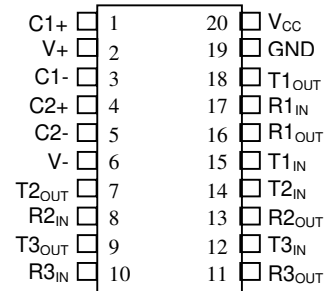 C1+ 1 20 VCC
V+ 2 19 GND
C1- 3 18 T1OUT
C2+ 4 17 R1IN
C2- 5 16 R1OUT
V- 6 15 T1IN
T2OUT 7 14 T2IN
R2IN 8 13 R2OUT
T3OUT 9 12 T3IN
R3IN 10 11 R3OUT